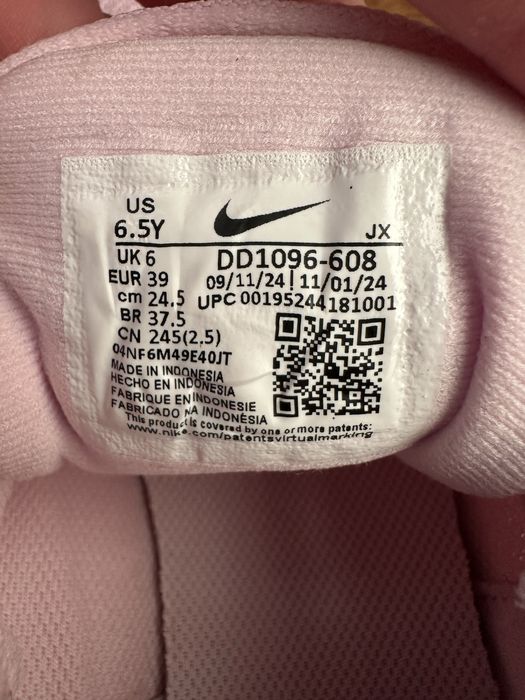 US
6.5Y
JX
UK 6
DD1096-608
EUR 39
09/11/24 | 11/01/24
cm 24.5
UPC 00195244181001
BR 37.5
CN 245(2.5)
04NF6M49E40JT
MADE IN INDONESIA
HECHO EN INDONESIA
FABRIQUE EN INDONESIE
FABRICADO NA INDONÉSIA
This product is covered by one or more patents:
www.nike.com/patentsvirtualmarking